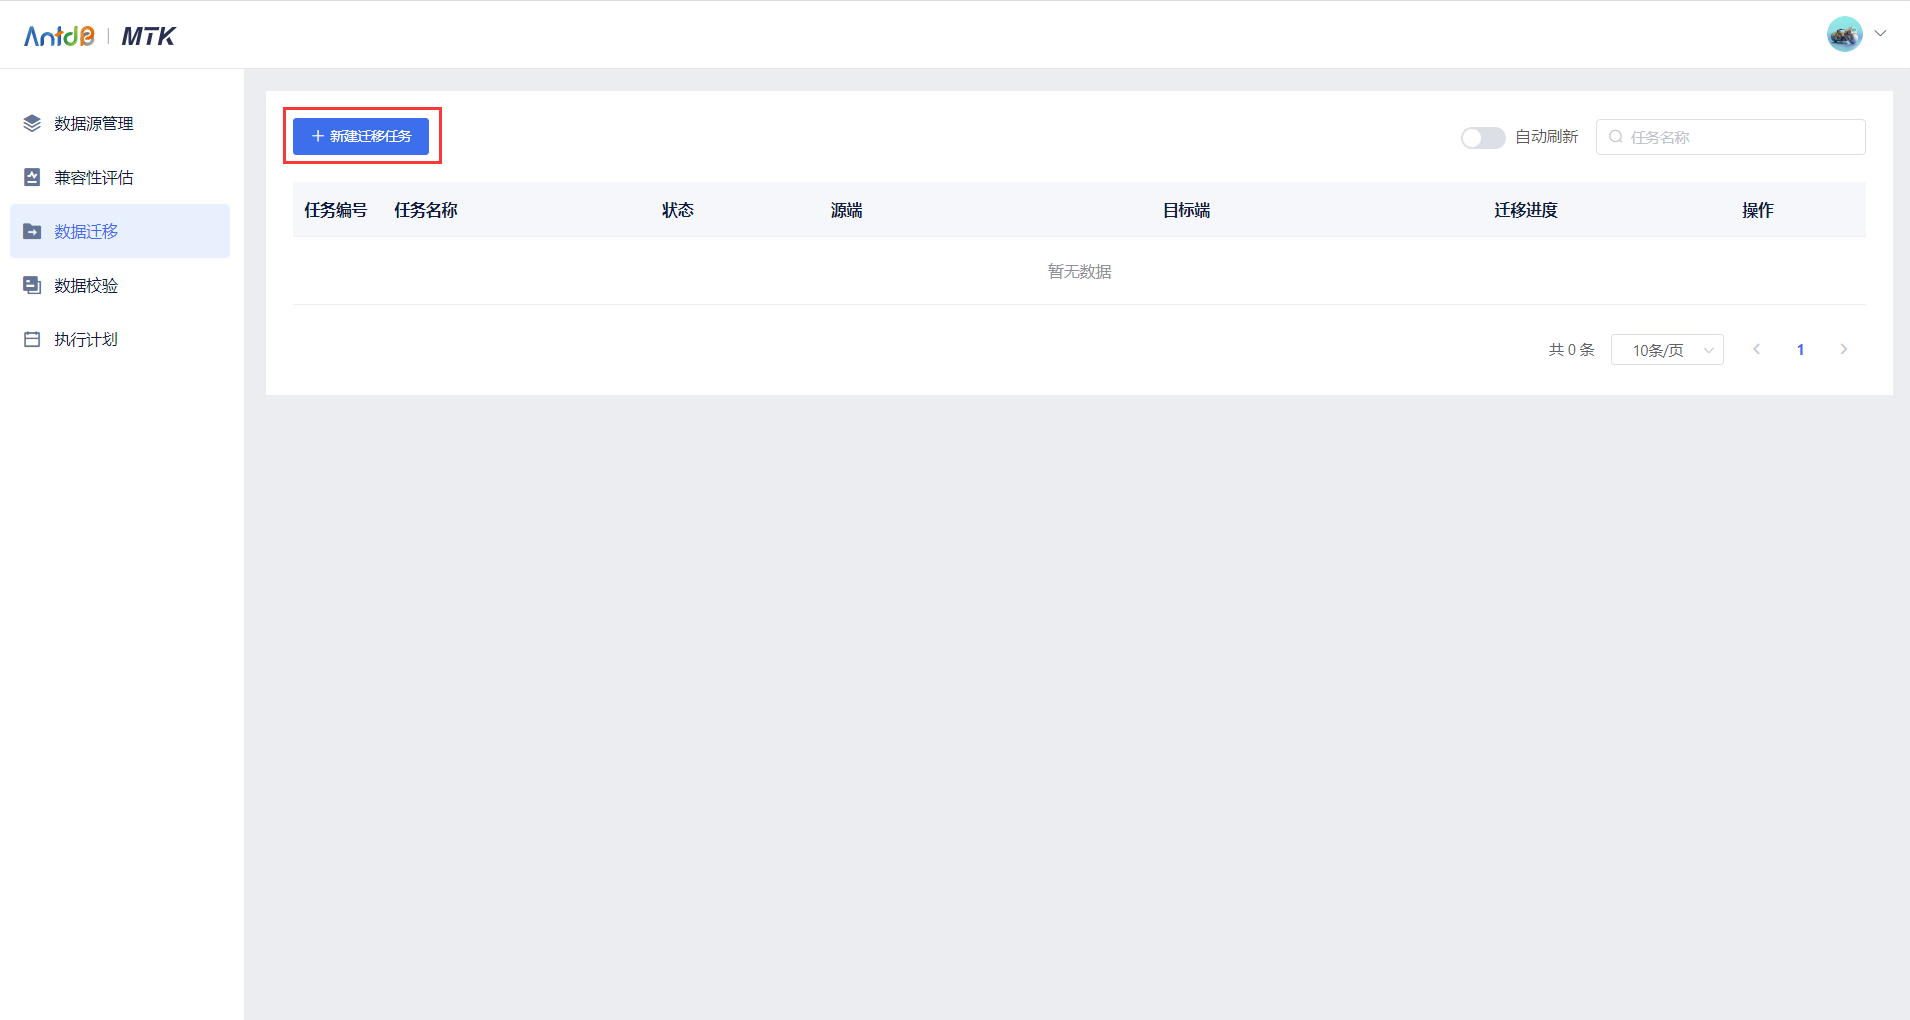 AntdB | MTK
数据源管理
兼容性评估
数据迁移
数据校验
执行计划
+ 新建迁移任务
自动刷新
任务名称
任务编号 任务名称 状态 源端 目标端 迁移进度 操作
暂无数据
共 0 条 10条/页 < 1 >